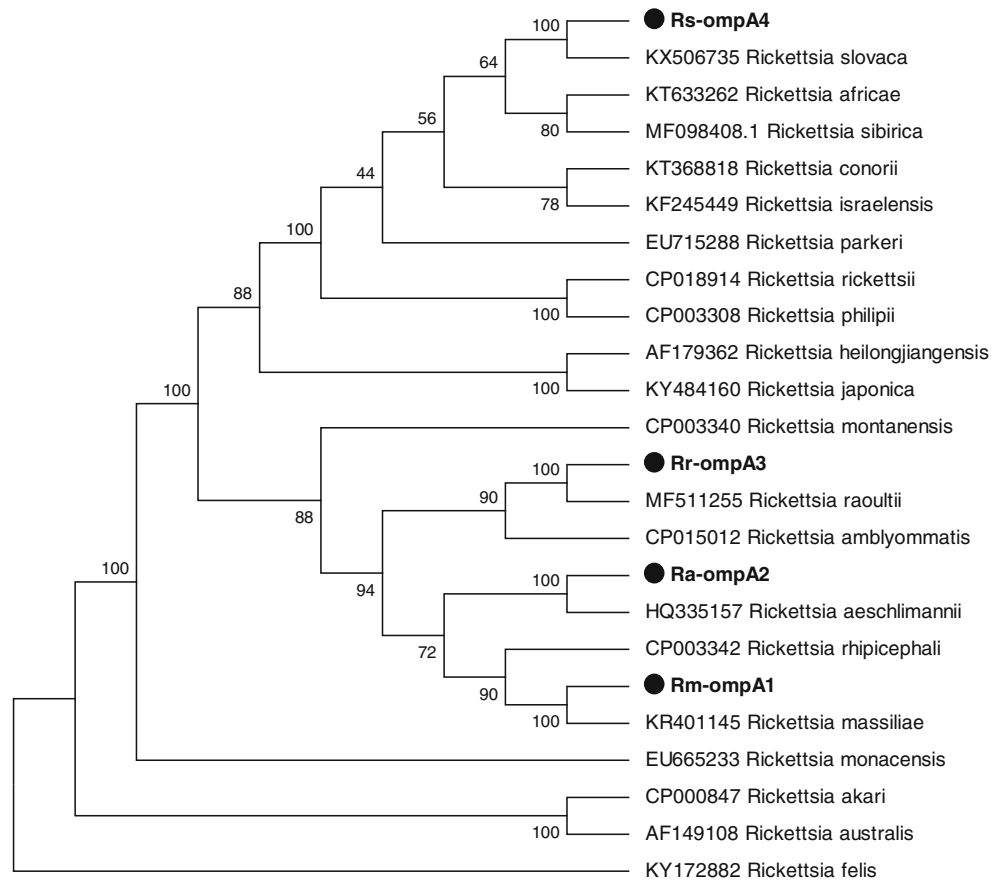 100 Rs-ompA4
64 KX506735 Rickettsia slovaca
KT633262 Rickettsia africae
56 80 MF098408.1 Rickettsia sibirica
44 KT368818 Rickettsia conorii
78 KF245449 Rickettsia israelensis
100 EU715288 Rickettsia parkeri
88 CP018914 Rickettsia rickettsii
100 CP003308 Rickettsia philipii
AF179362 Rickettsia heilongjiangensis
100 100 KY484160 Rickettsia japonica
CP003340 Rickettsia montanensis
100 Rr-ompA3
90 MF511255 Rickettsia raoultii
88 CP015012 Rickettsia amblyommatis
100 94 100 Ra-ompA2
HQ335157 Rickettsia aeschlimannii
72 CP003342 Rickettsia rhipicephali
90 Rm-ompA1
100 KR401145 Rickettsia massiliae
EU665233 Rickettsia monacensis
CP000847 Rickettsia akari
100 AF149108 Rickettsia australis
KY172882 Rickettsia felis